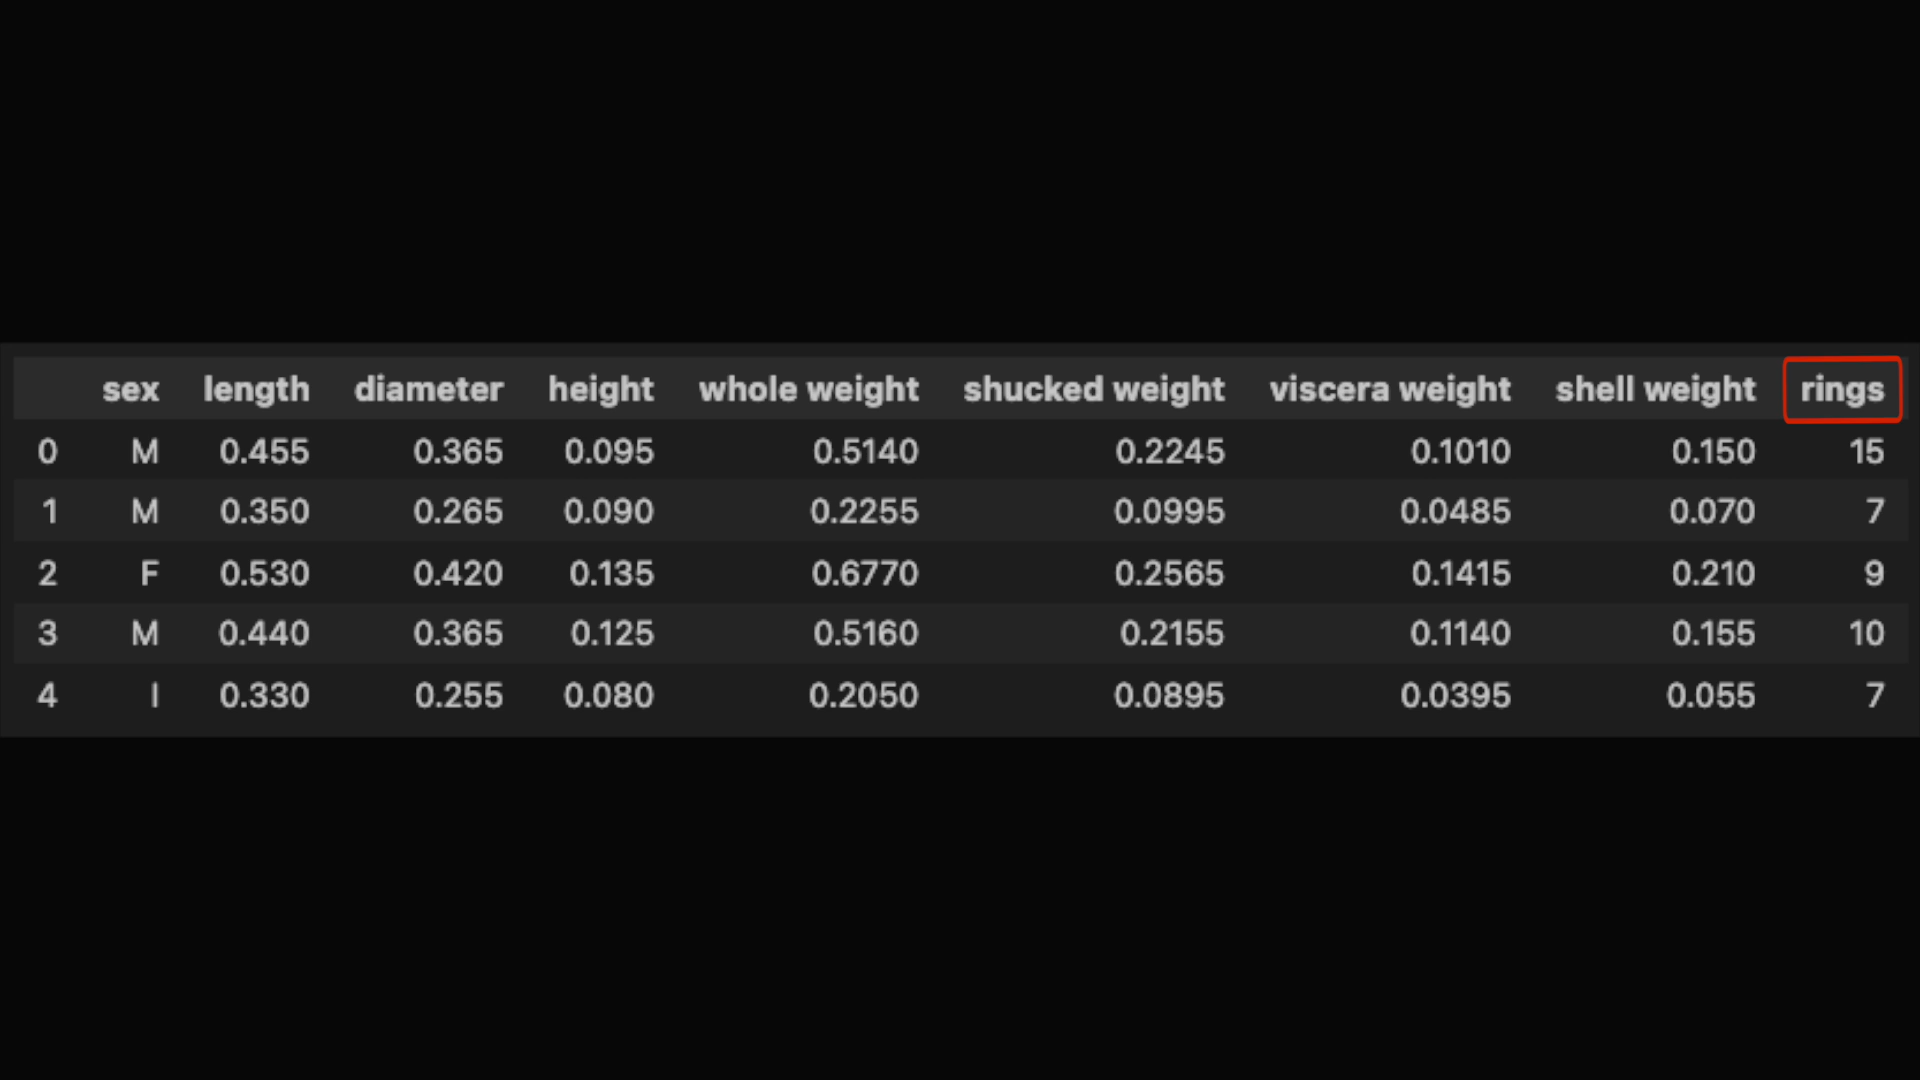 sex length diameter height whole weight shucked weight viscera weight shell weight rings
0 M 0.455 0.365 0.095 0.5140 0.2245 0.1010 0.150 15
1 M 0.350 0.265 0.090 0.2255 0.0995 0.0485 0.070 7
2 F 0.530 0.420 0.135 0.6770 0.2565 0.1415 0.210 9
3 M 0.440 0.365 0.125 0.5160 0.2155 0.1140 0.155 10
4 I 0.330 0.255 0.080 0.2050 0.0895 0.0395 0.055 7